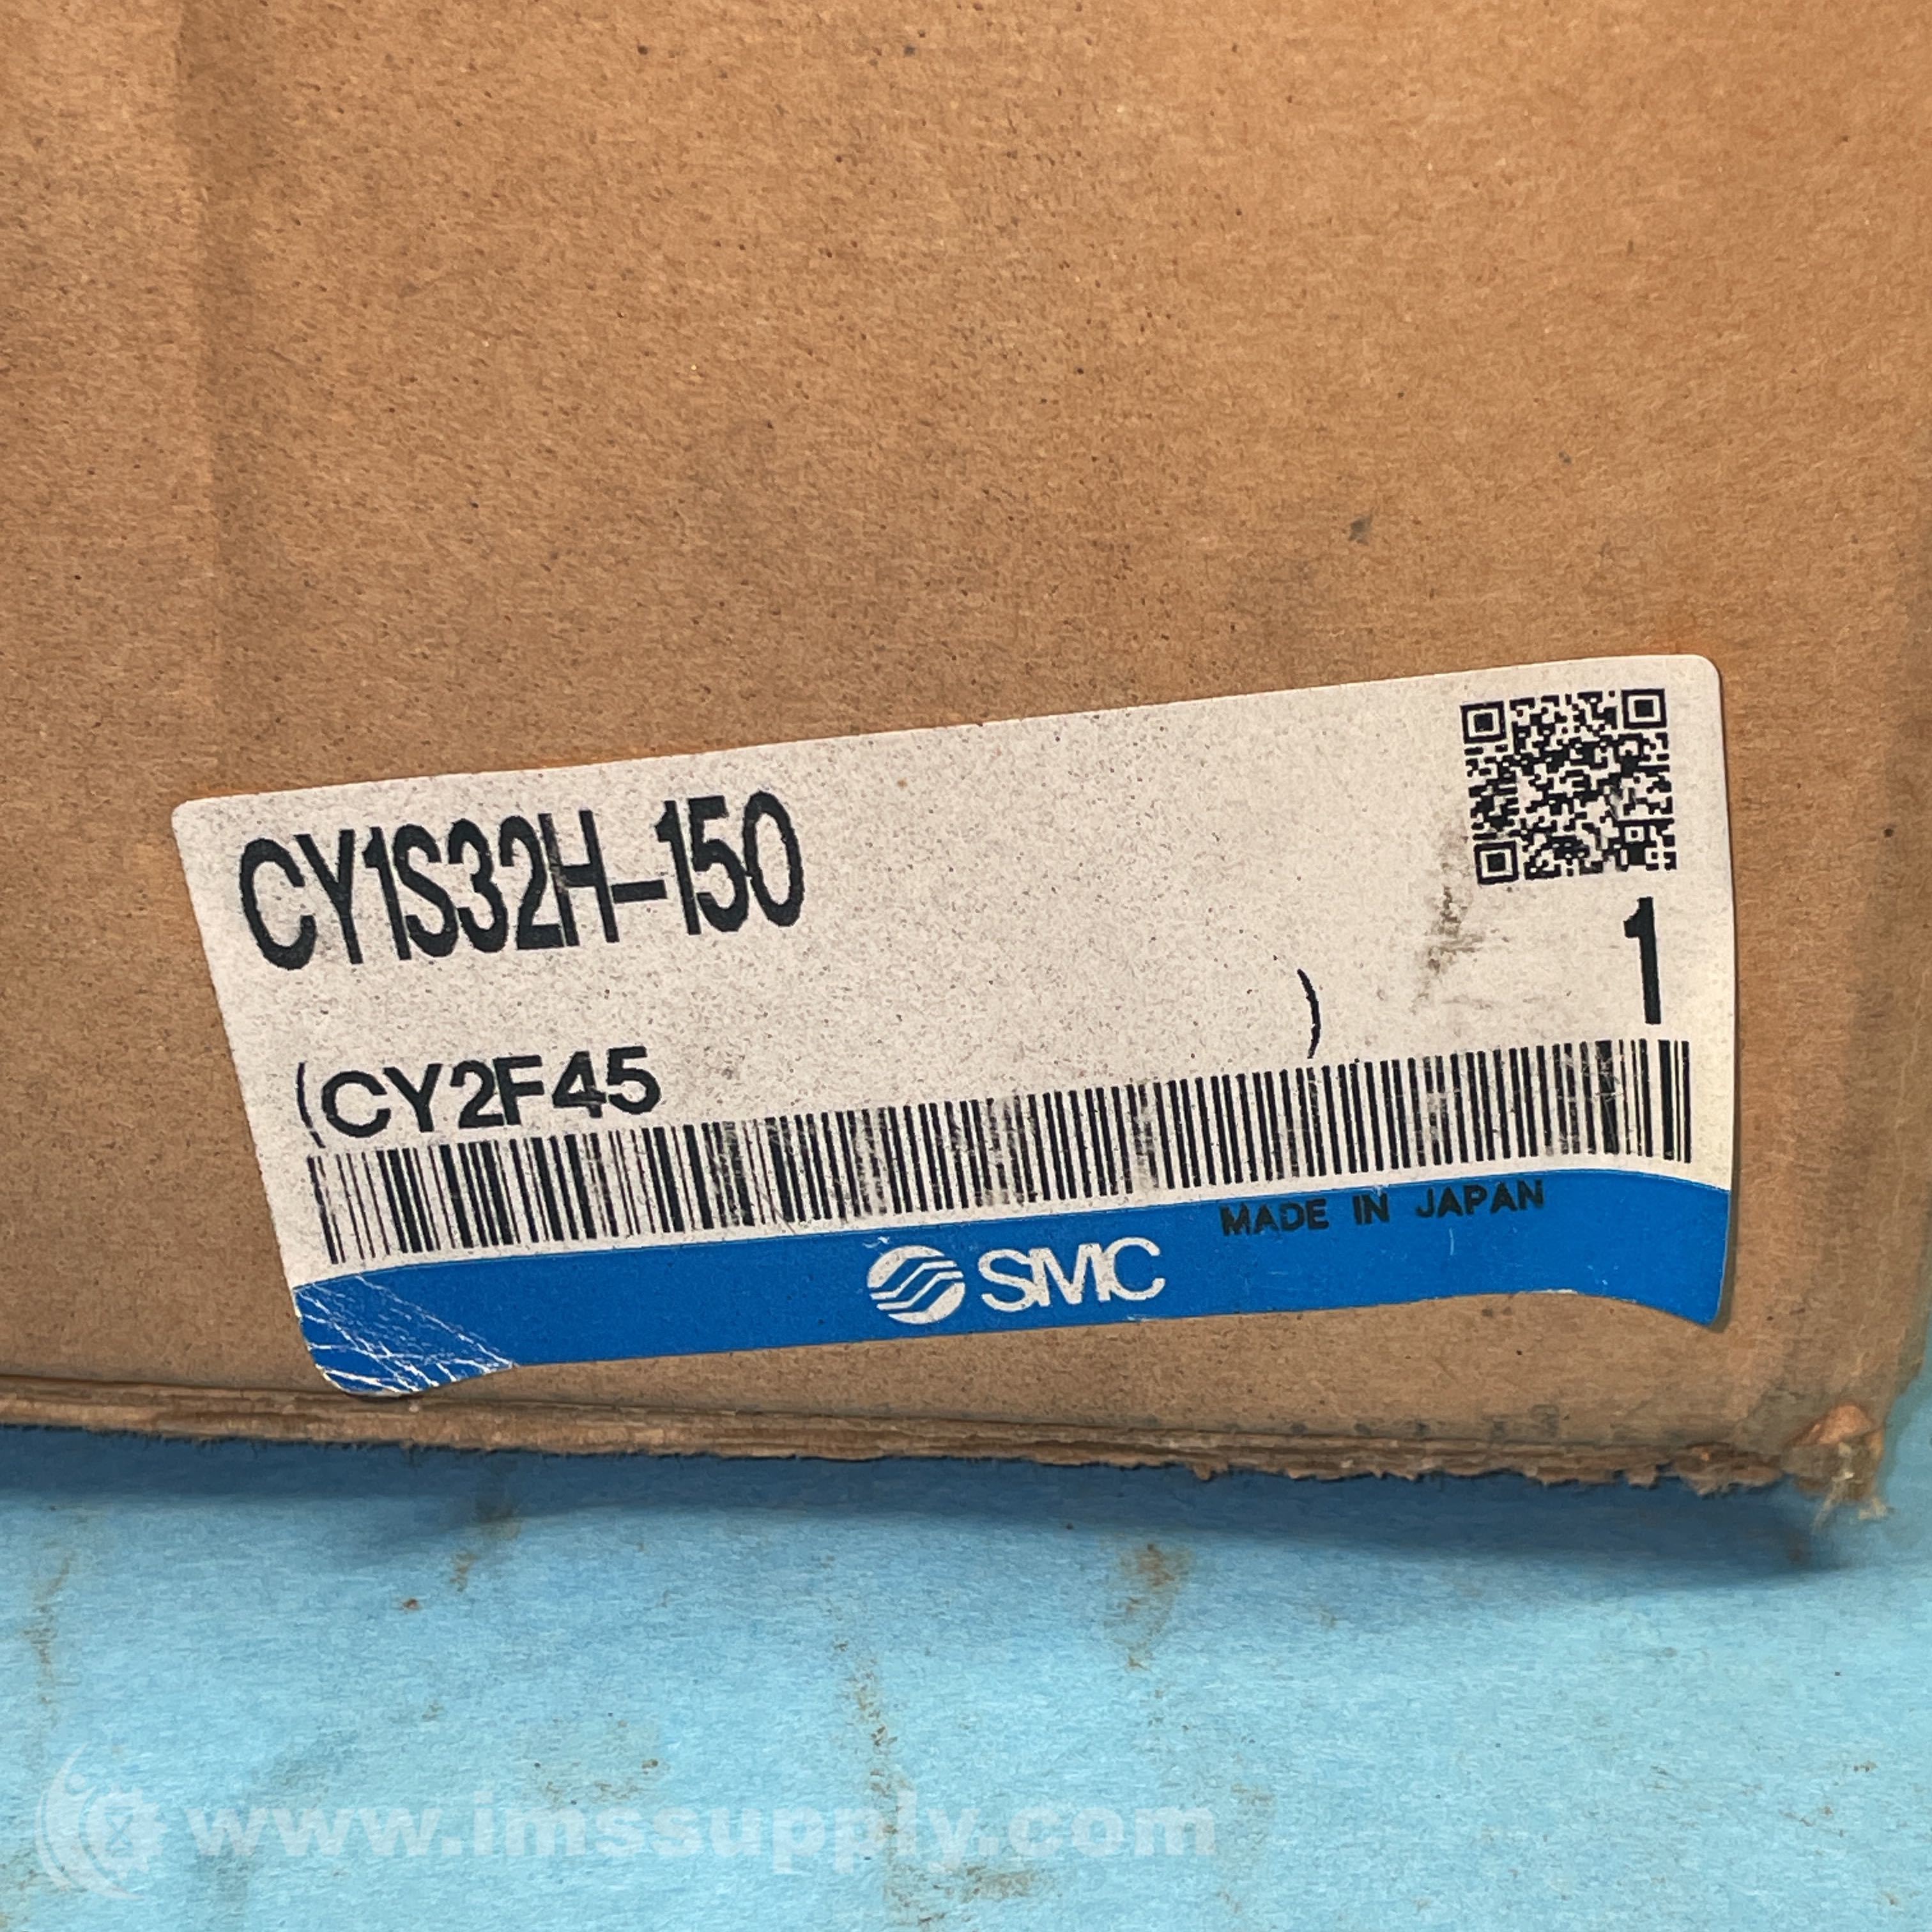 CY1S32H-150
1
(CY2F45 )
MADE IN JAPAN
SMC
www.imssupply.com